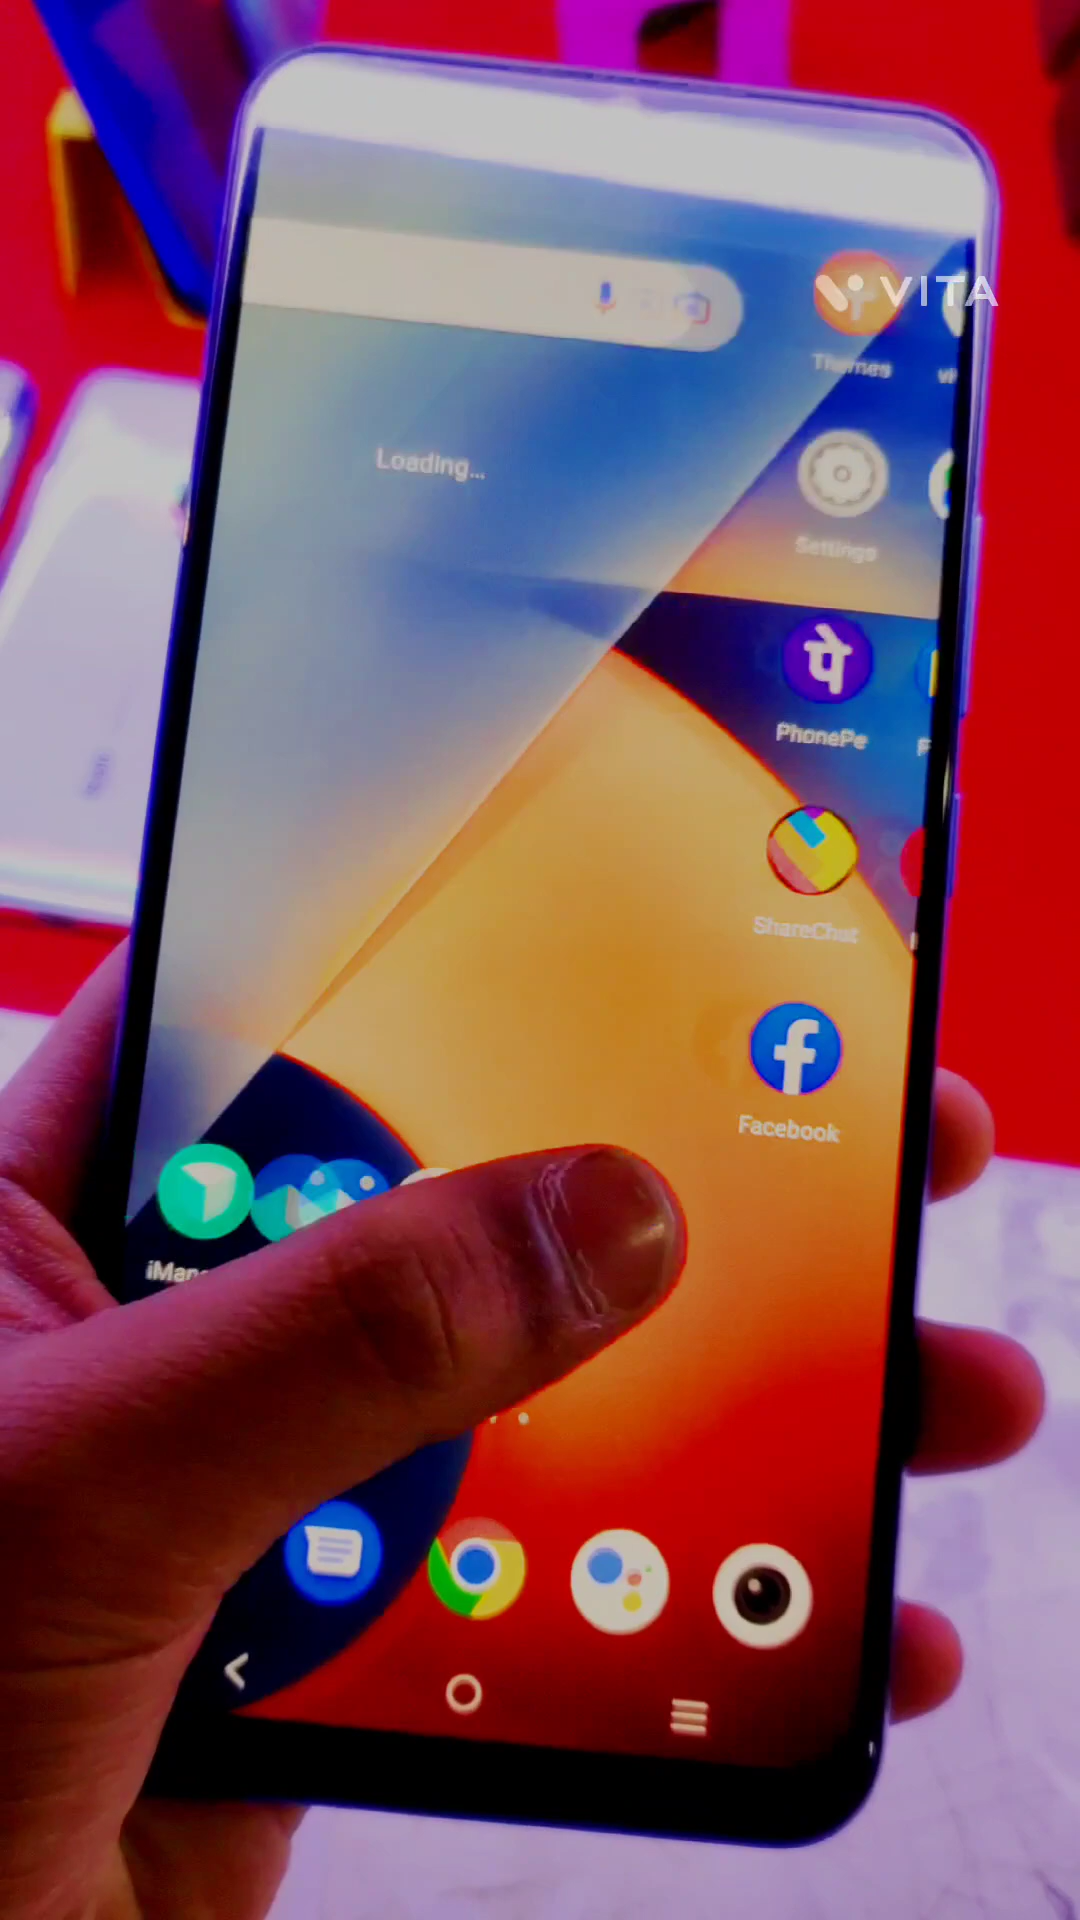 VITA
Themes
Loading...
Settings
पे
PhonePe
ShareChat
Facebook